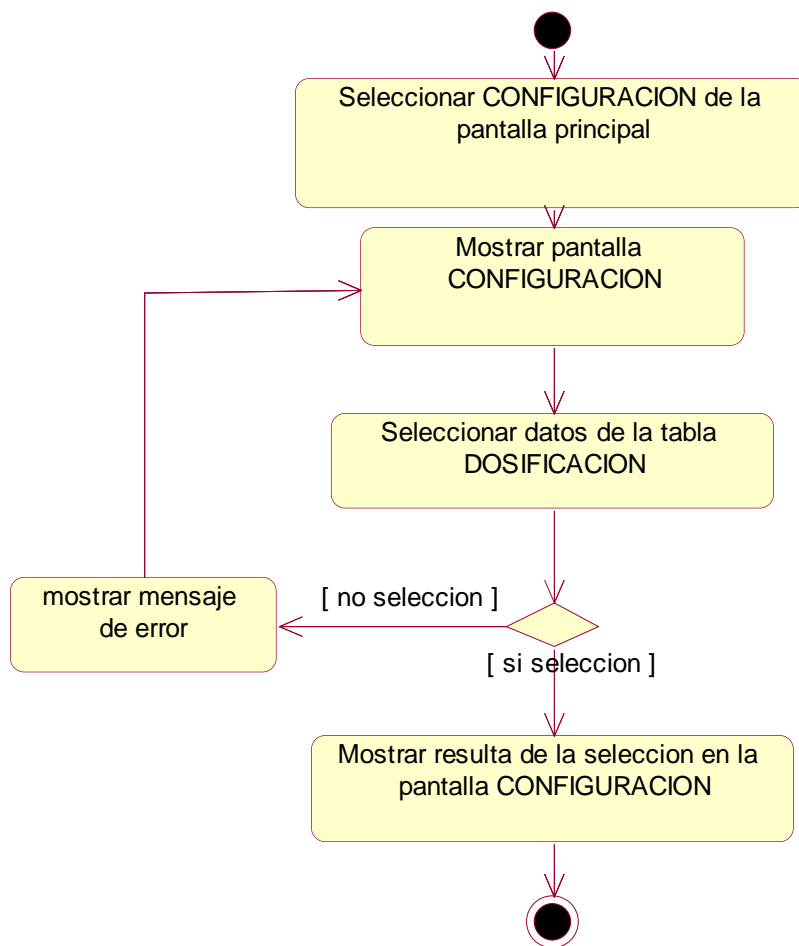 Seleccionar CONFIGURACION de la
pantalla principal
Mostrar pantalla
CONFIGURACION
Seleccionar datos de la tabla
DOSIFICACION
mostrar mensaje
de error
[ no seleccion ]
[ si seleccion ]
Mostrar resulta de la seleccion en la
pantalla CONFIGURACION